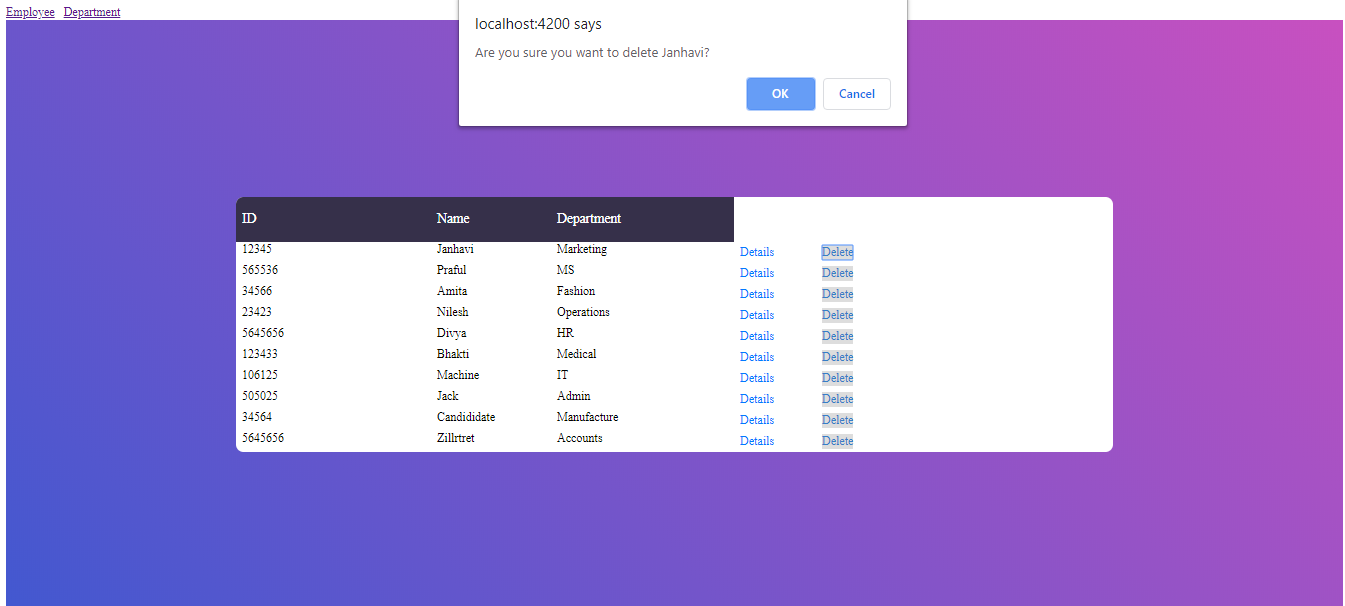 Employee Department
localhost:4200 says
Are you sure you want to delete Janhavi?
OK Cancel
ID Name Department
12345 Janhavi Marketing Details Delete
565536 Praful MS Details Delete
34566 Amita Fashion Details Delete
23423 Nilesh Operations Details Delete
5645656 Divya HR Details Delete
123433 Bhakti Medical Details Delete
106125 Machine IT Details Delete
505025 Jack Admin Details Delete
34564 Candididate Manufacture Details Delete
5645656 Zillrtret Accounts Details Delete